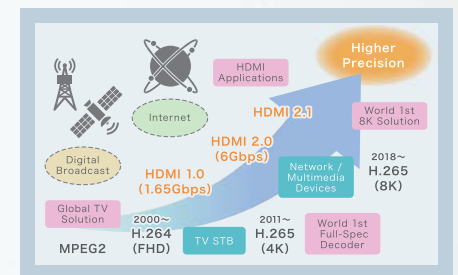 Higher
Precision
HDMI
Applications
HDMI 2.1
World 1st
8K Solution
Internet
HDMI 2.0
(6Gbps)
Digital
Broadcast
HDMI 1.0
(1.65Gbps)
Network /
Multimedia
Devices
2018~
H.265
(8K)
Global TV
Solution
MPEG2
2000~
H.264
(FHD)
TV STB
2011~
H.265
(4K)
World 1st
Full-Spec
Decoder